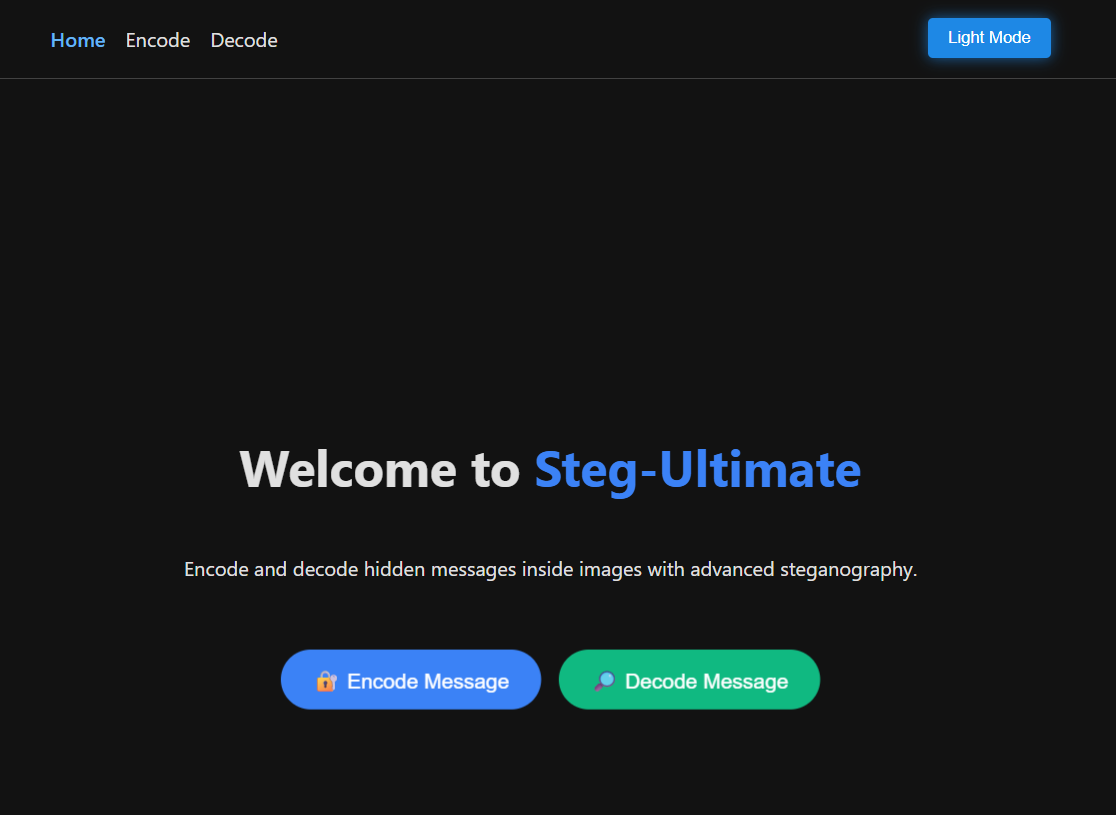 Home Encode Decode Light Mode
Welcome to Steg-Ultimate
Encode and decode hidden messages inside images with advanced steganography.
Encode Message Decode Message